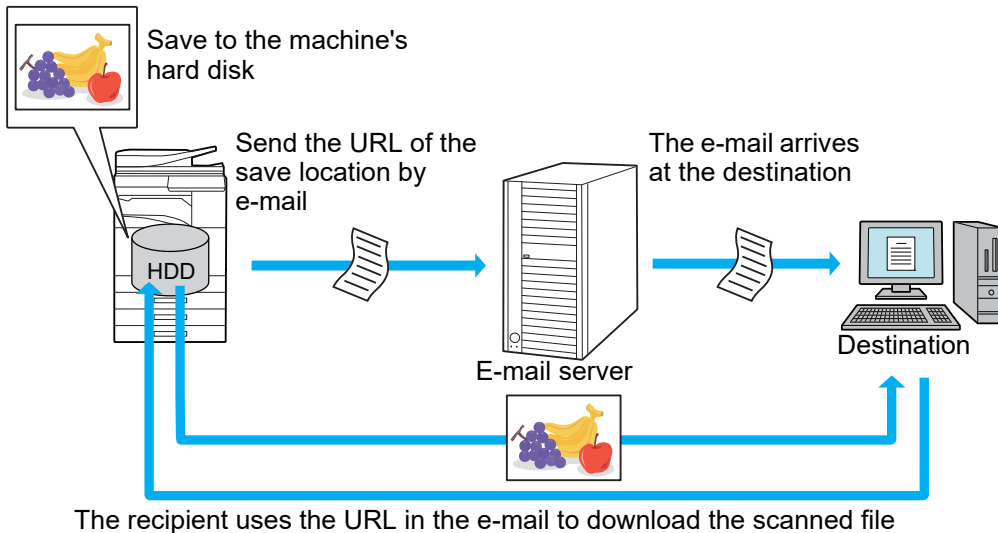 Save to the machine's
hard disk
Send the URL of the
save location by
e-mail
The e-mail arrives
at the destination
HDD
E-mail server
Destination
The recipient uses the URL in the e-mail to download the scanned file